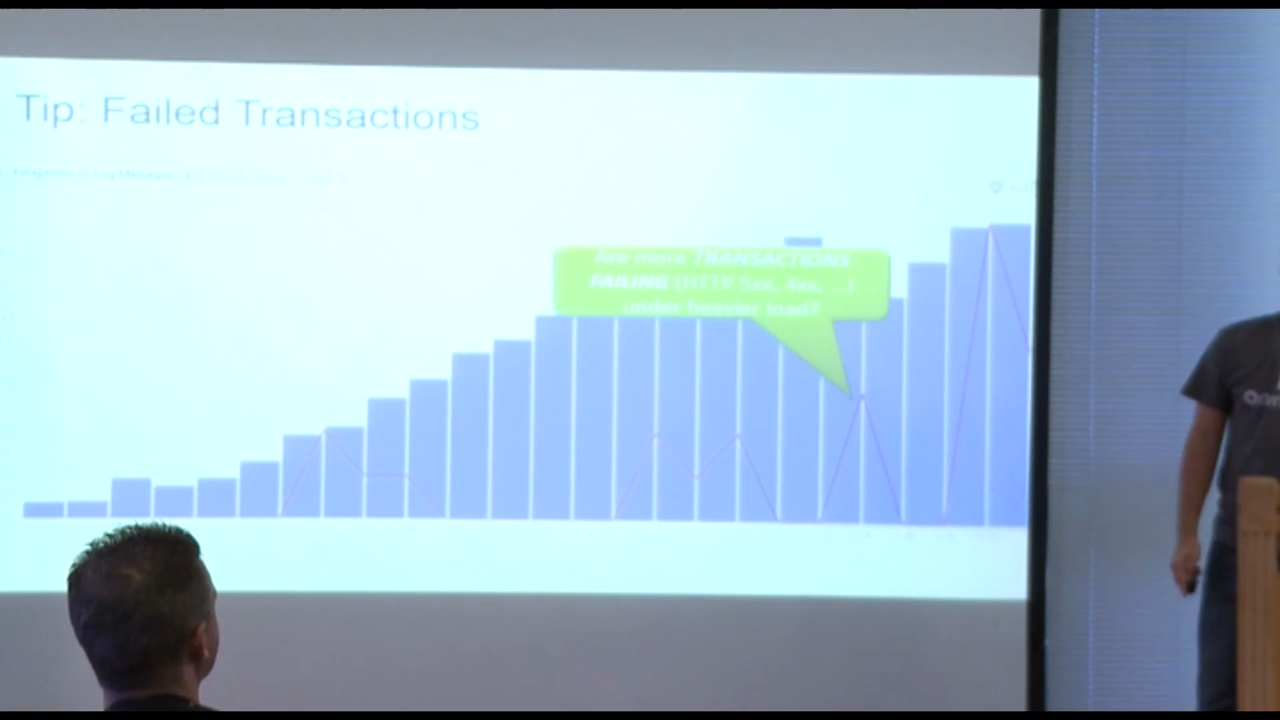 Tip: Failed Transactions
Are more TRANSACTIONS
FAILING (HTTP 5xx, 4xx, ...)
under heavier load?